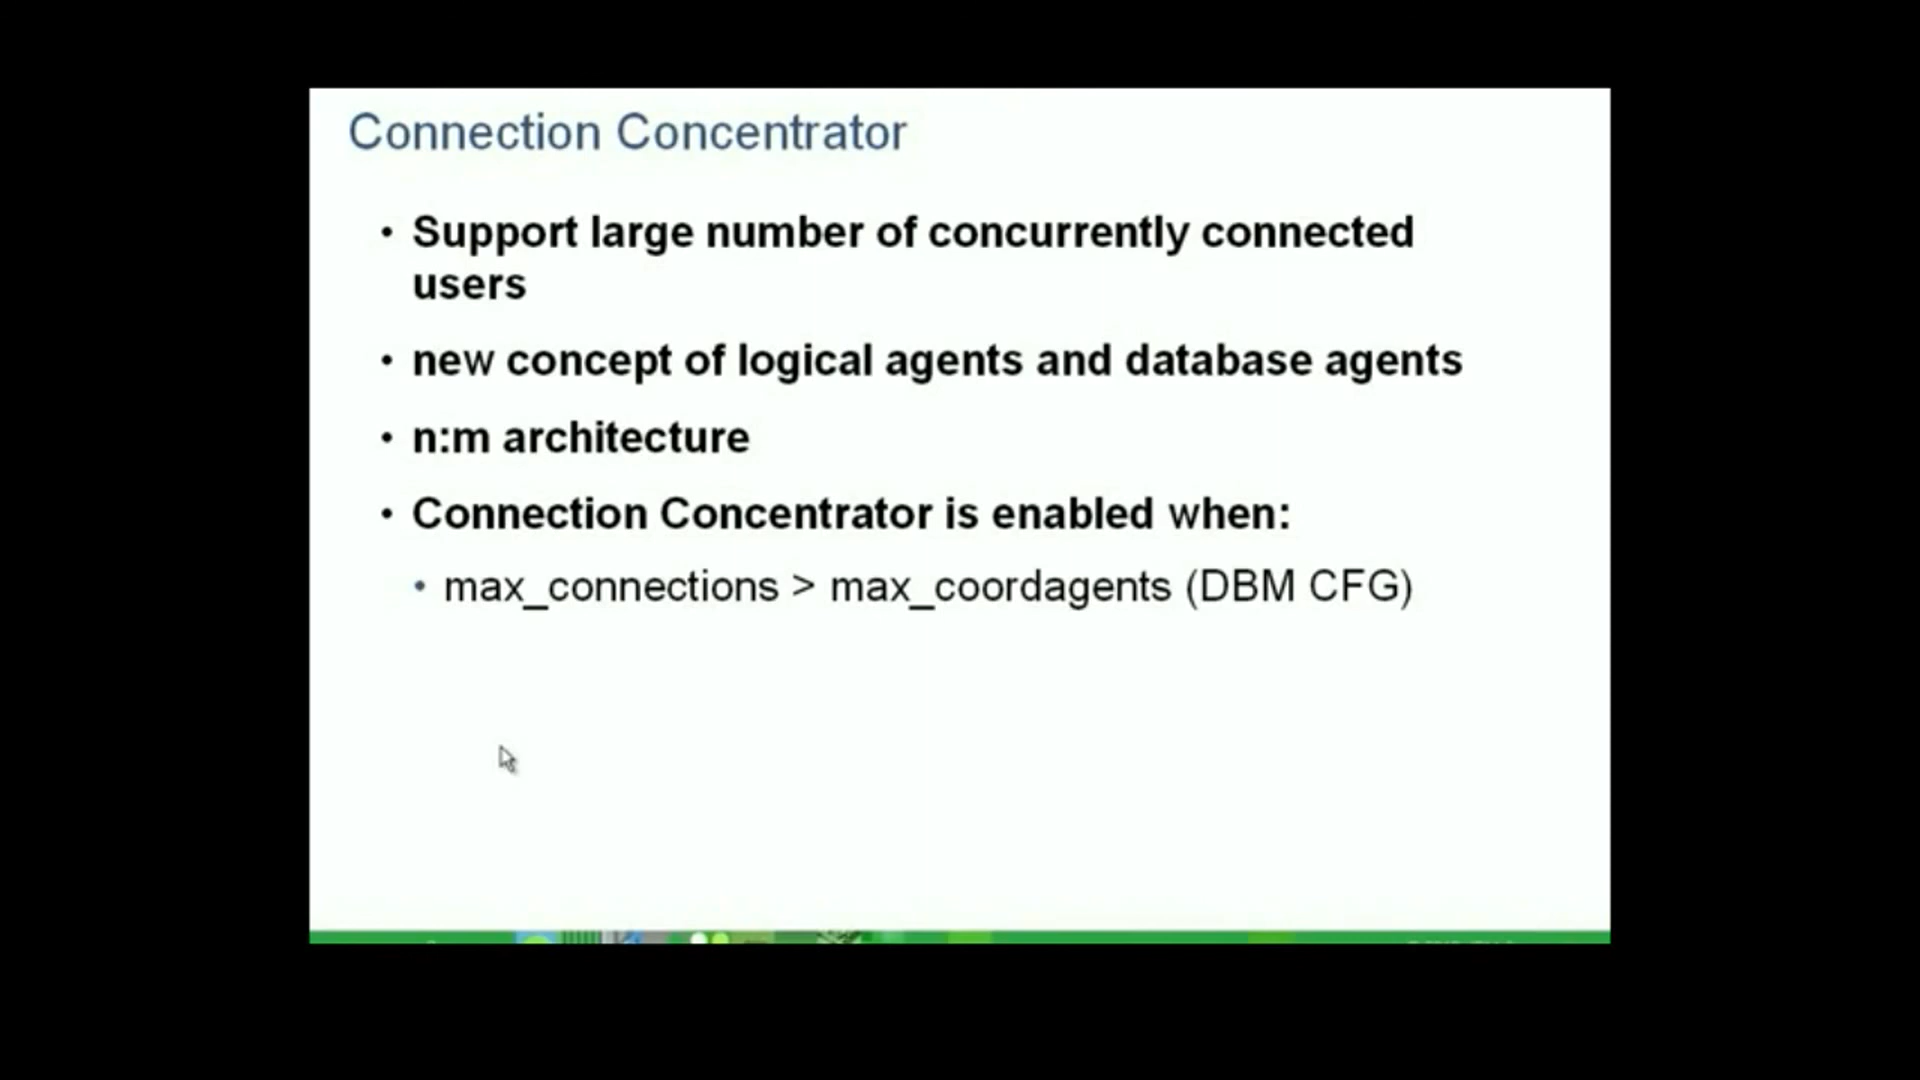 Connection Concentrator
• Support large number of concurrently connected
users
• new concept of logical agents and database agents
• n:m architecture
• Connection Concentrator is enabled when:
• max_connections > max_coordagents (DBM CFG)